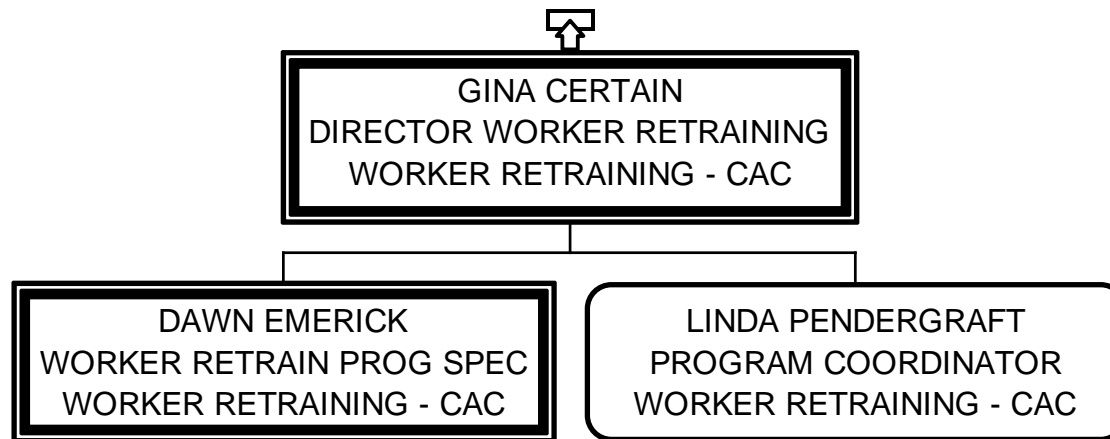 GINA CERTAIN
DIRECTOR WORKER RETRAINING
WORKER RETRAINING - CAC
DAWN EMERICK
WORKER RETRAIN PROG SPEC
WORKER RETRAINING - CAC
LINDA PENDERGRAFT
PROGRAM COORDINATOR
WORKER RETRAINING - CAC